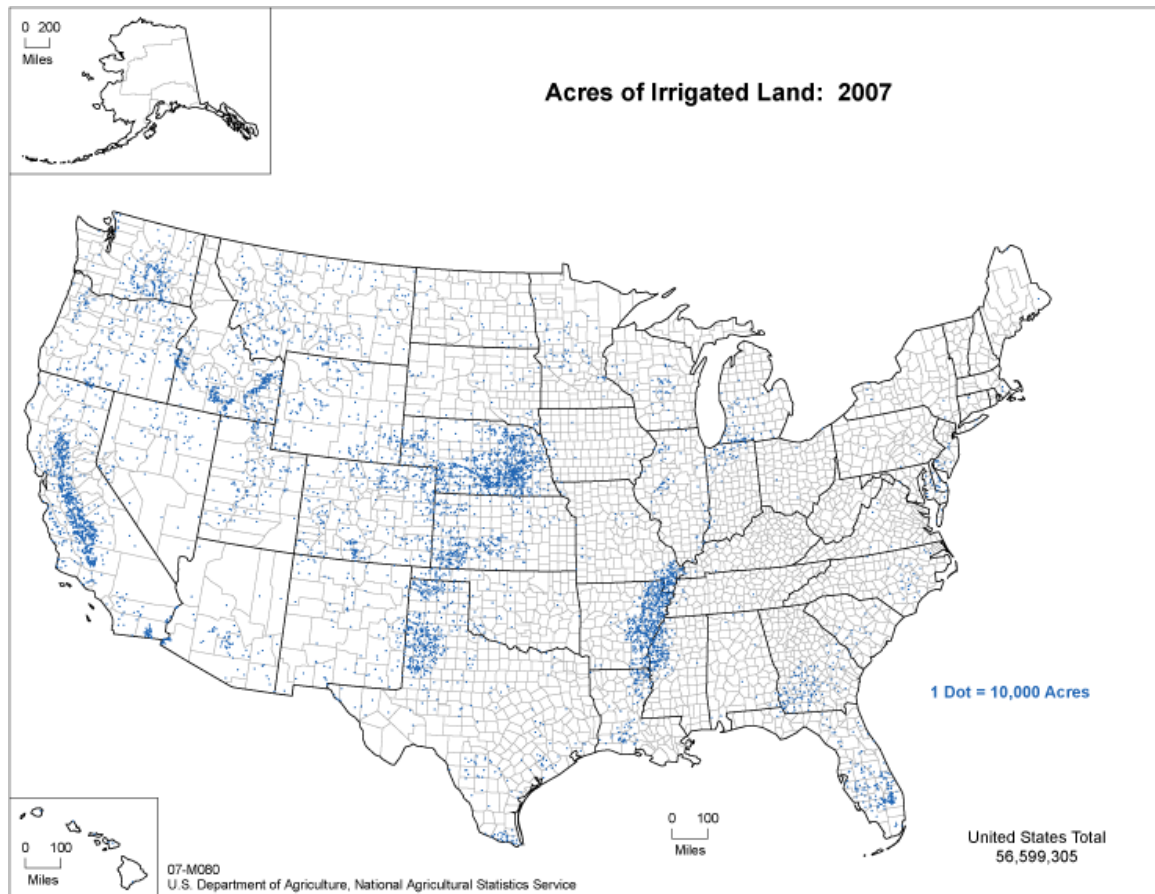 0 200
Miles
Acres of Irrigated Land: 2007
1 Dot = 10,000 Acres
0 100
Miles
0 100
Miles
United States Total
56,599,305
07-M080
U.S. Department of Agriculture, National Agricultural Statistics Service